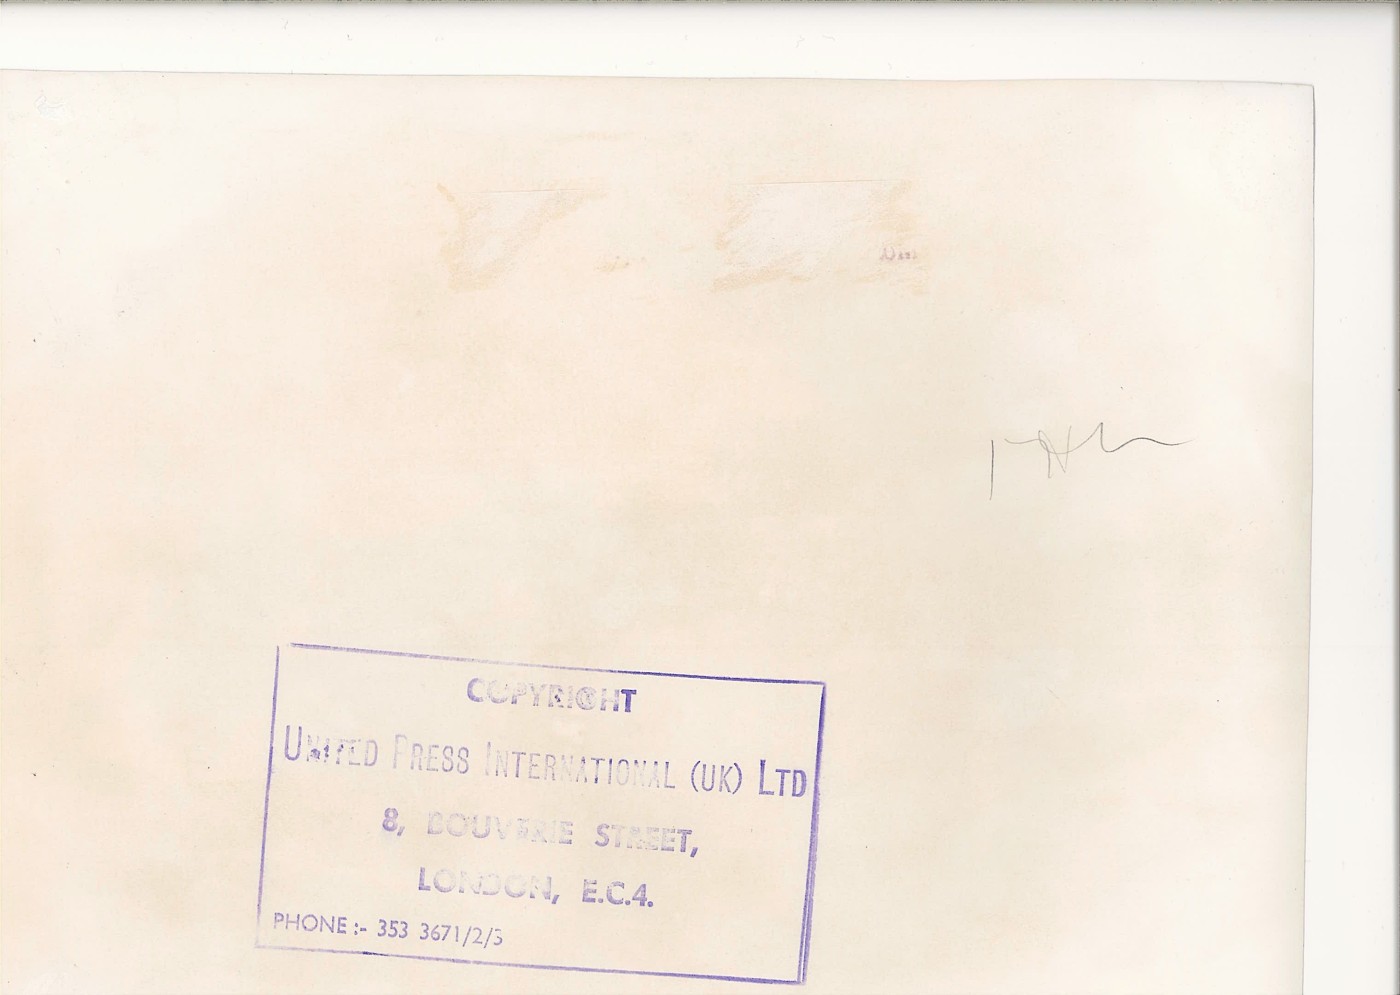 COPYRIGHT
UNITED PRESS INTERNATIONAL (UK) LTD
8, BOUVERIE STREET,
LONDON, E.C.4.
PHONE :- 353 3671/2/3